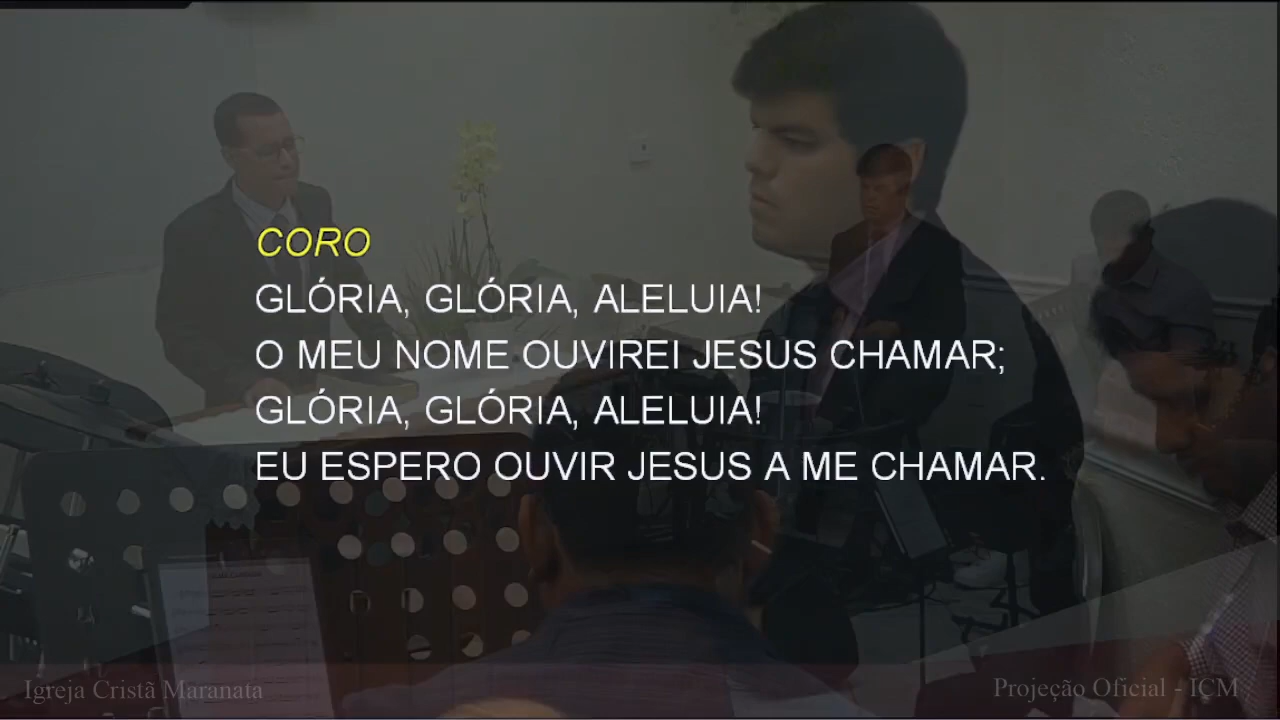 CORO
GLÓRIA, GLÓRIA, ALELUIA!
O MEU NOME OUVIREI JESUS CHAMAR;
GLÓRIA, GLÓRIA, ALELUIA!
EU ESPERO OUVIR JESUS A ME CHAMAR.
Igreja Cristã Maranata
Projeção Oficial - ICM